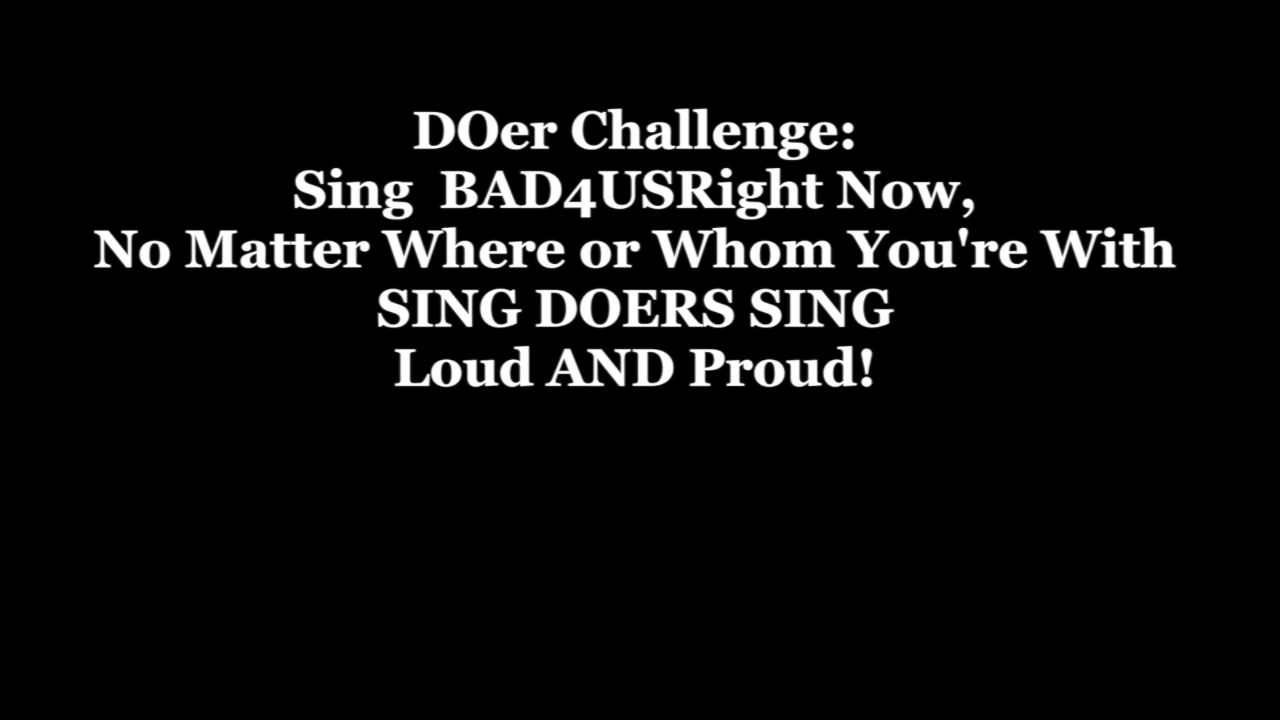 DOer Challenge:
Sing  BAD4USRight Now,
No Matter Where or Whom You're With
SING DOERS SING
Loud AND Proud!